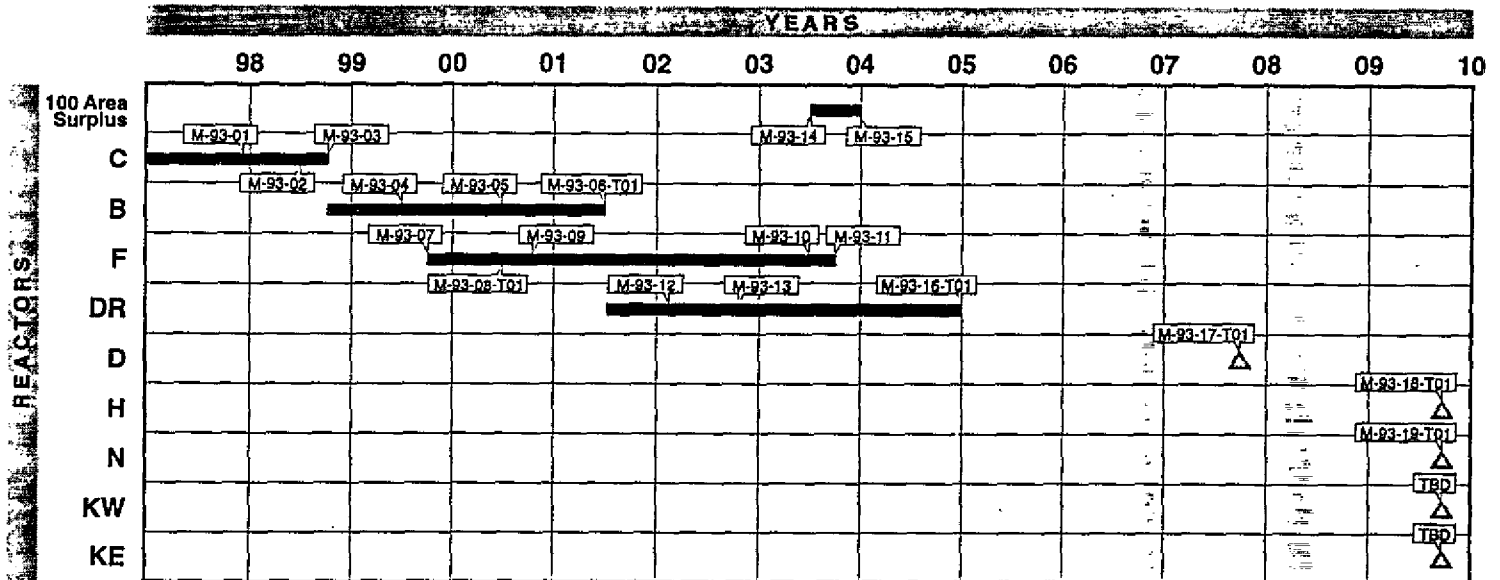 YEARS
98 99 00 01 02 03 04 05 06 07 08 09 10
REACTORS
100 Area
Surplus
M-93-14 M-93-15
M-93-01 M-93-03
C
M-93-02 M-93-04 M-93-05 M-93-06-T01
B
M-93-07 M-93-09 M-93-10 M-93-11
F
M-93-08-T01 M-93-12 M-93-13 M-93-16-T01
DR
M-93-17-T01
D
M-93-18-T01
H
M-93-19-T01
N
TBD
KW
TBD
KE